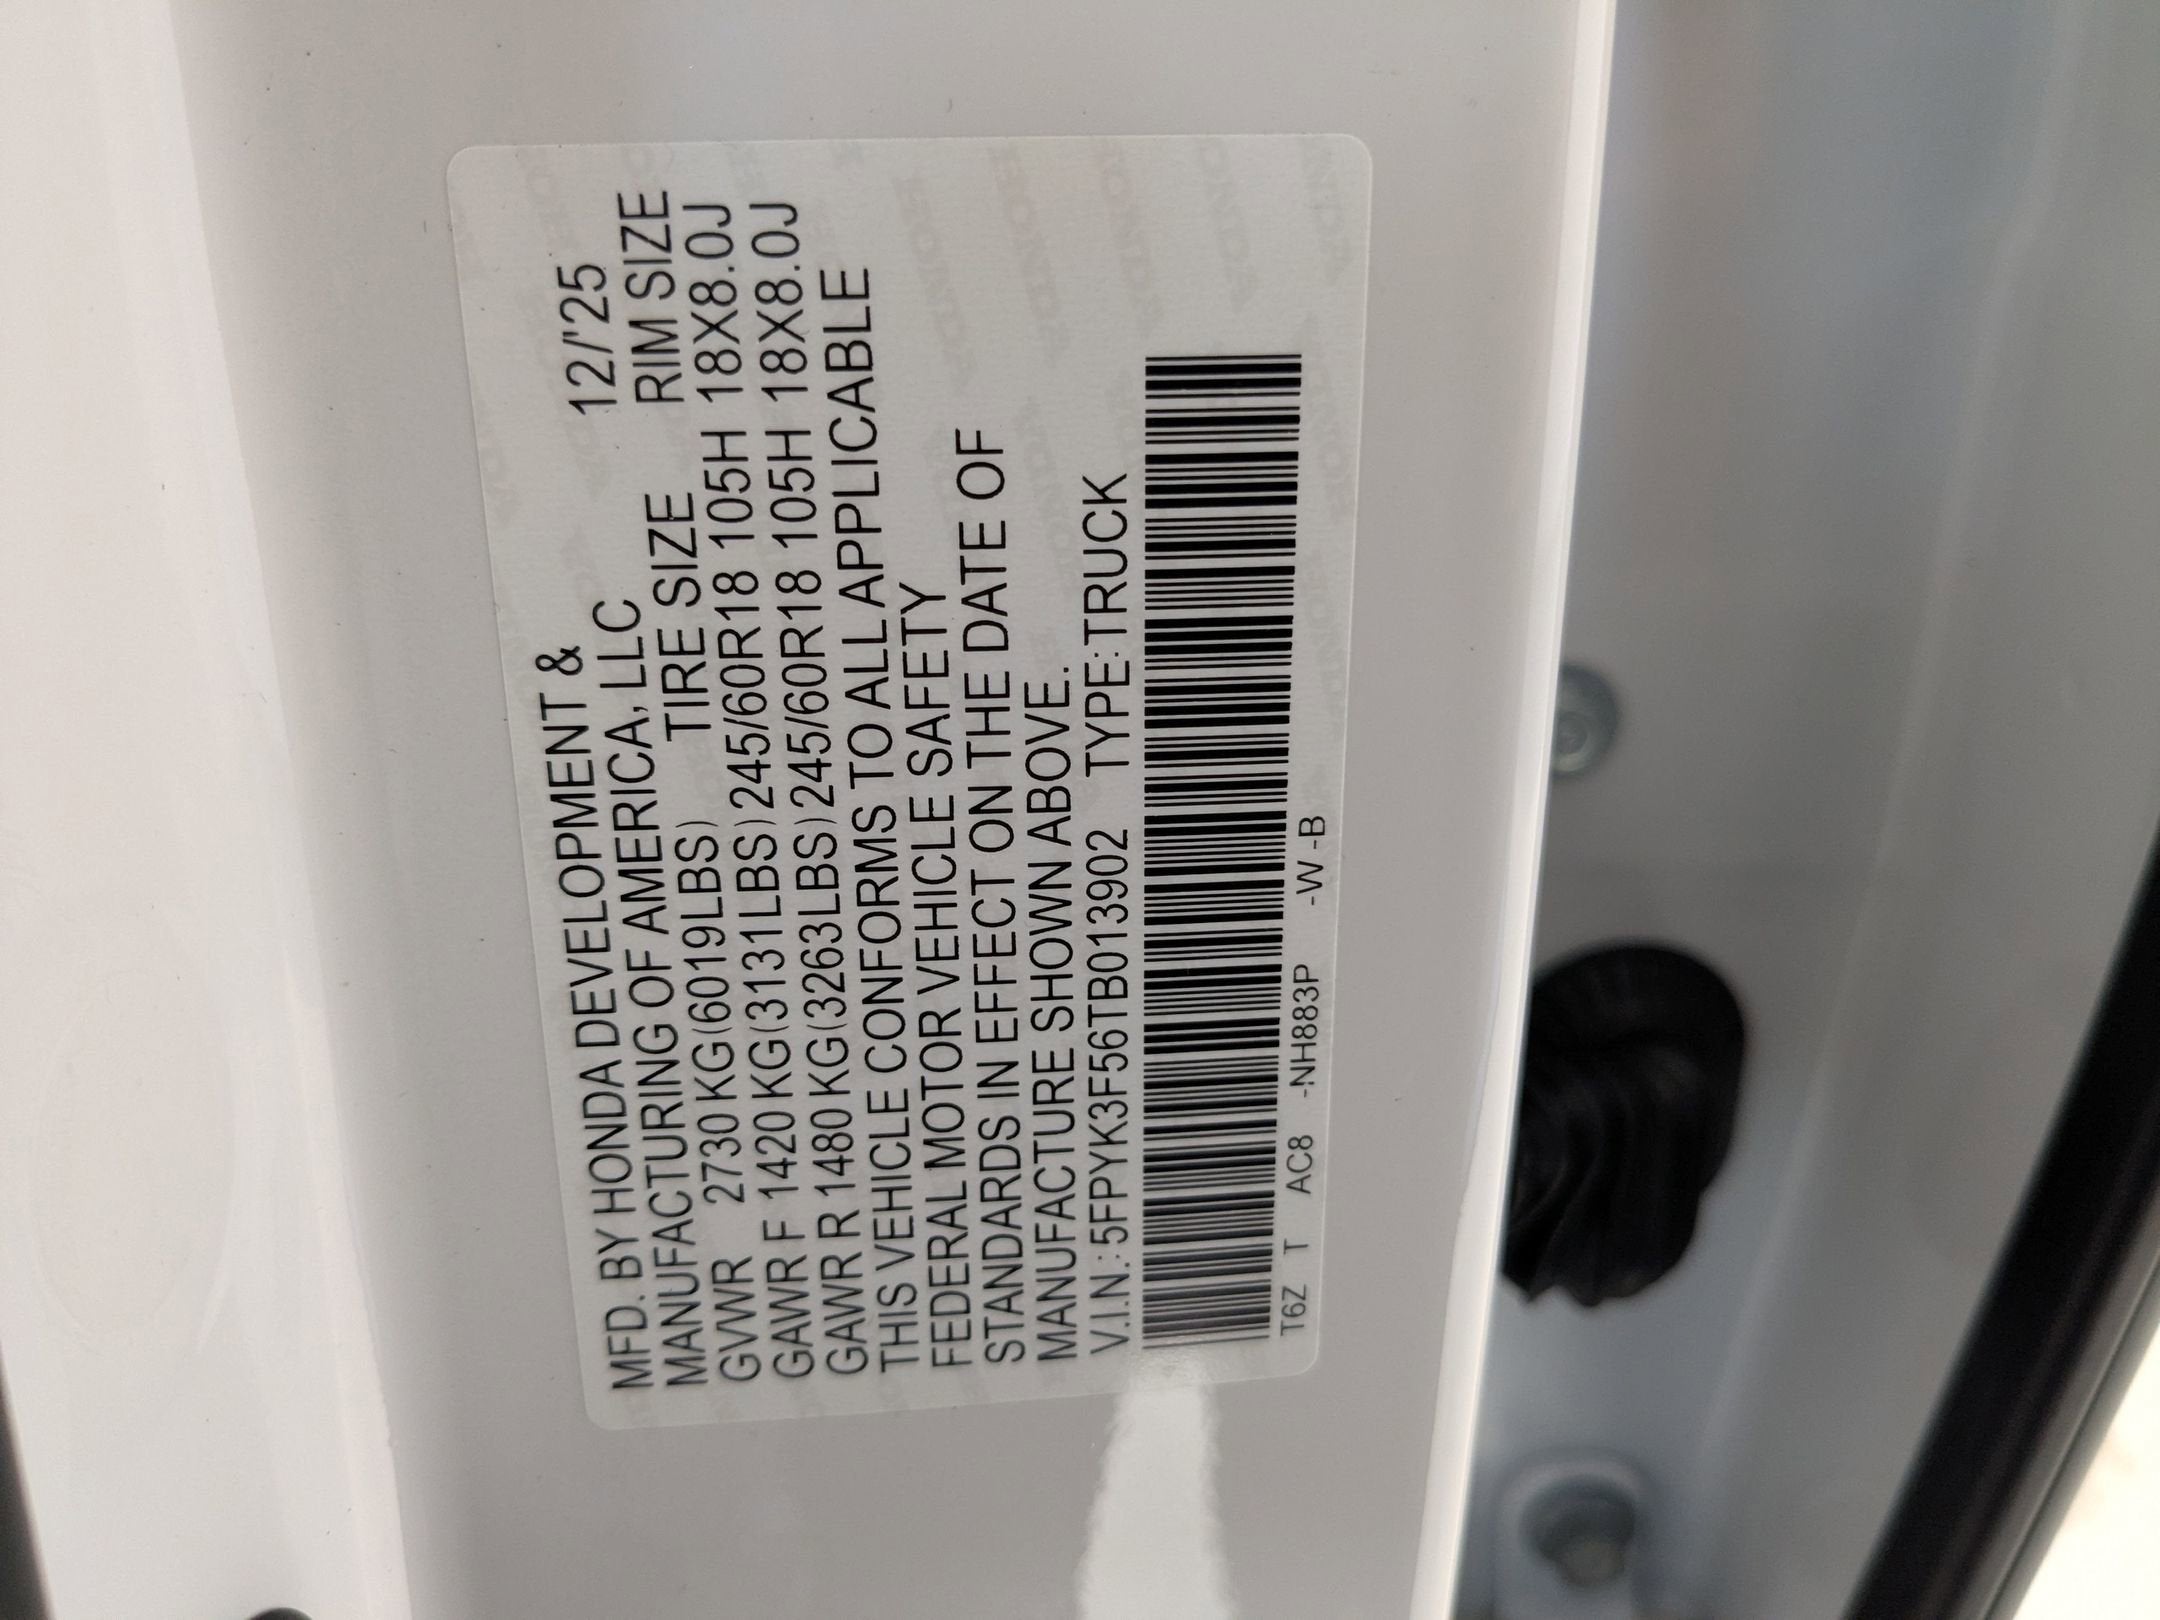 MFD. BY HONDA DEVELOPMENT & 12/'25
MANUFACTURING OF AMERICA, LLC RIM SIZE
TIRE SIZE
GVWR 2730 KG(6019LBS)
GAWR F 1420 KG(3131LBS) 245/60R18 105H 18X8.0J
GAWR R 1480 KG(3263LBS) 245/60R18 105H 18X8.0J
THIS VEHICLE CONFORMS TO ALL APPLICABLE
FEDERAL MOTOR VEHICLE SAFETY
STANDARDS IN EFFECT ON THE DATE OF
MANUFACTURE SHOWN ABOVE.
V.I.N.: 5FPYK3F56TB013902 TYPE: TRUCK
T6Z T AC8 -NH883P -W -B